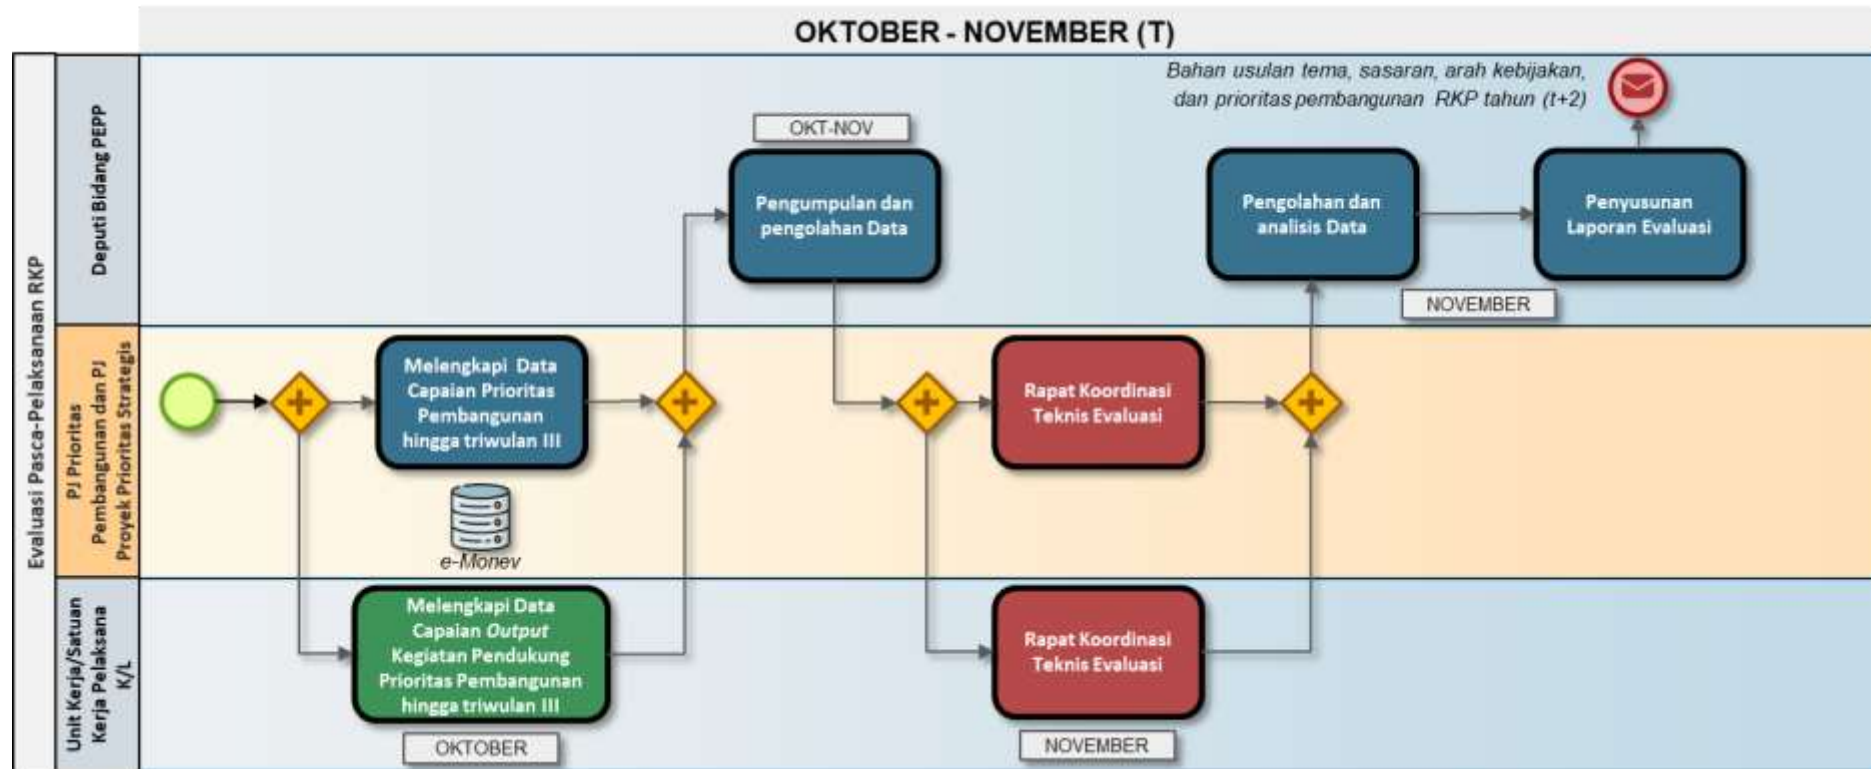 OKTOBER - NOVEMBER (T)
Evaluasi Pasca-Pelaksanaan RKP
Deputi Bidang PEPP
Bahan usulan tema, sasaran, arah kebijakan,
dan prioritas pembangunan RKP tahun (t+2)
OKT-NOV
Pengumpulan dan
pengolahan Data
Pengolahan dan
analisis Data
Penyusunan
Laporan Evaluasi
NOVEMBER
PJ Prioritas
Pembangunan dan PJ
Proyek Prioritas Strategis
Melengkapi Data
Capaian Prioritas
Pembangunan
hingga triwulan III
e-Monev
Rapat Koordinasi
Teknis Evaluasi
Unit Kerja/Satuan
Kerja Pelaksana
K/L
Melengkapi Data
Capaian Output
Kegiatan Pendukung
Prioritas Pembangunan
hingga triwulan III
OKTOBER
Rapat Koordinasi
Teknis Evaluasi
NOVEMBER